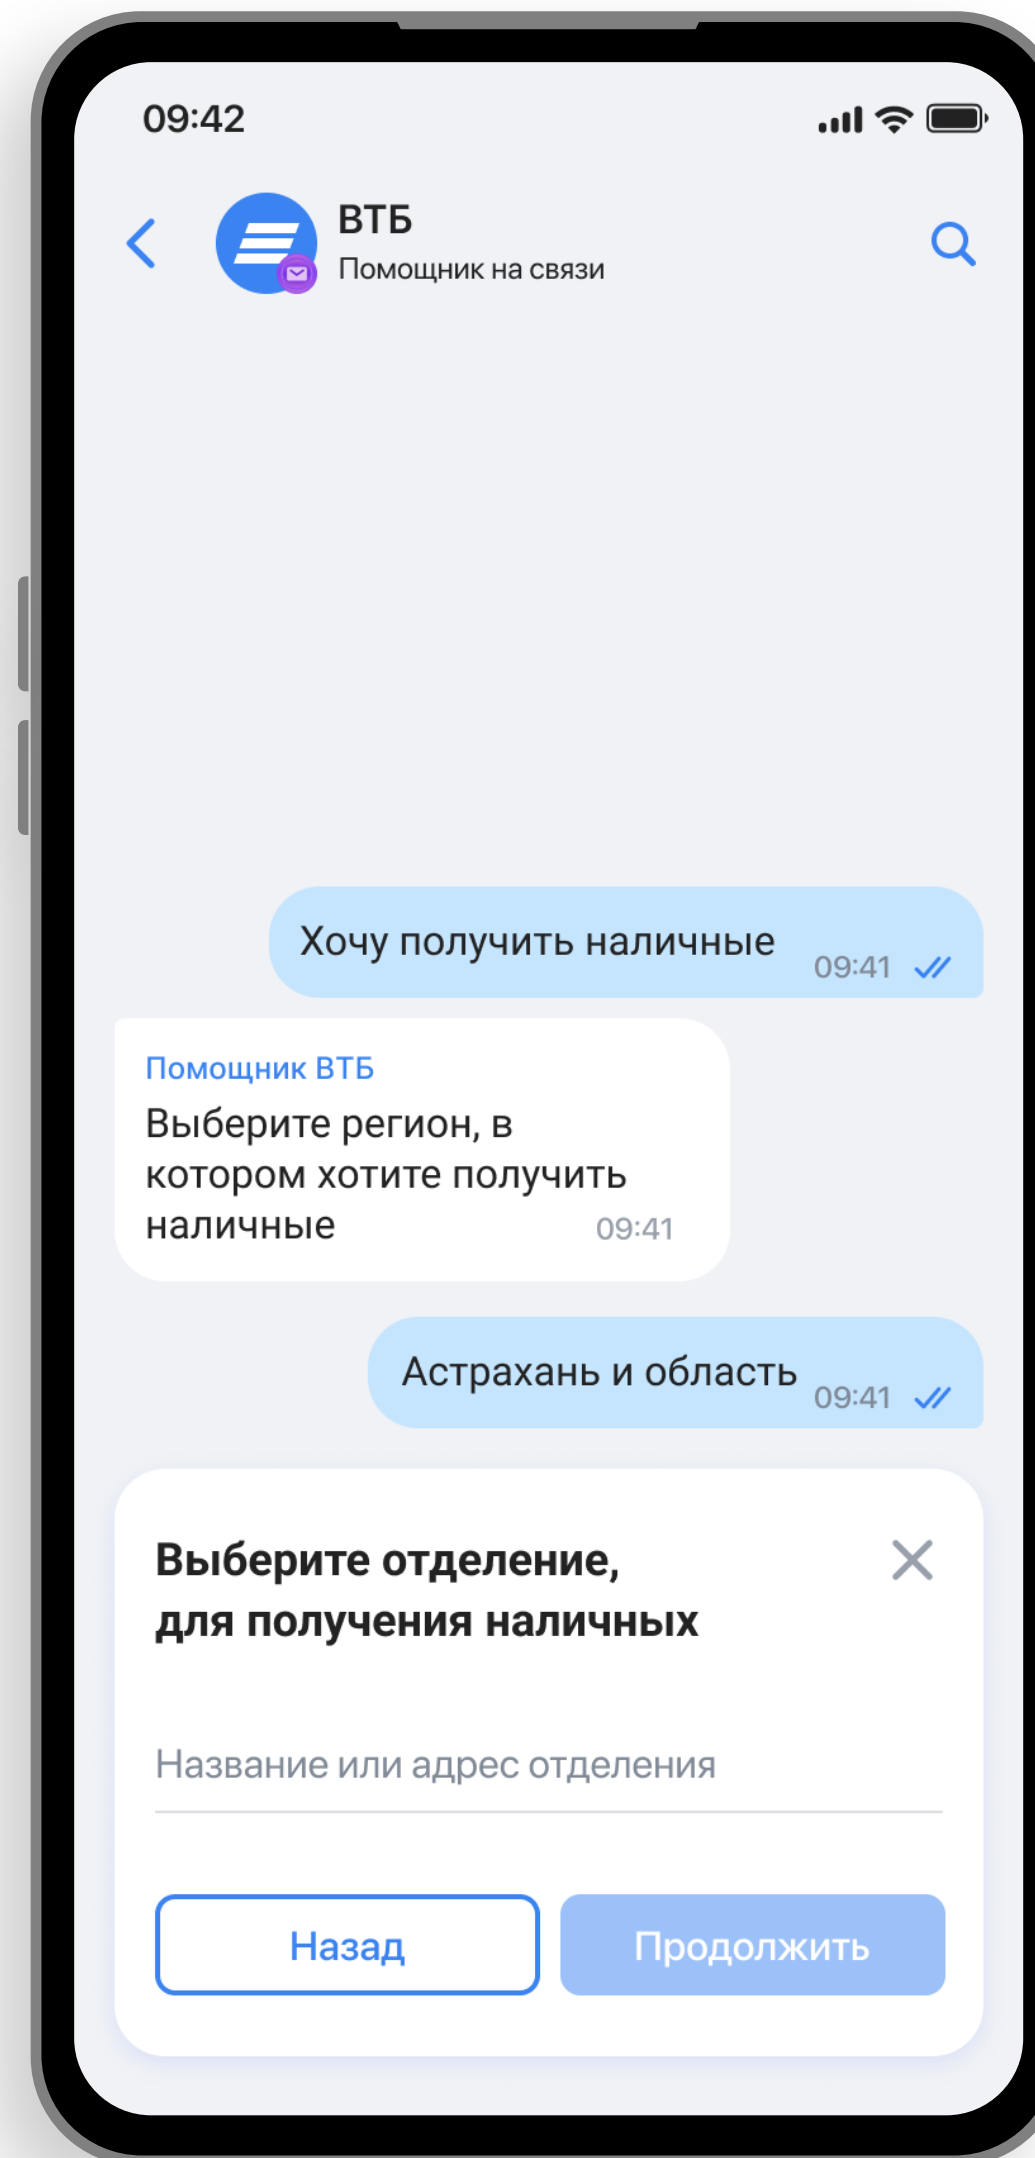 09:42
ВТБ
Помощник на связи
Хочу получить наличные
09:41
Помощник ВТБ
Выберите регион, в
котором хотите получить
наличные
09:41
Астрахань и область
09:41
Выберите отделение,
для получения наличных
Название или адрес отделения
Назад
Продолжить